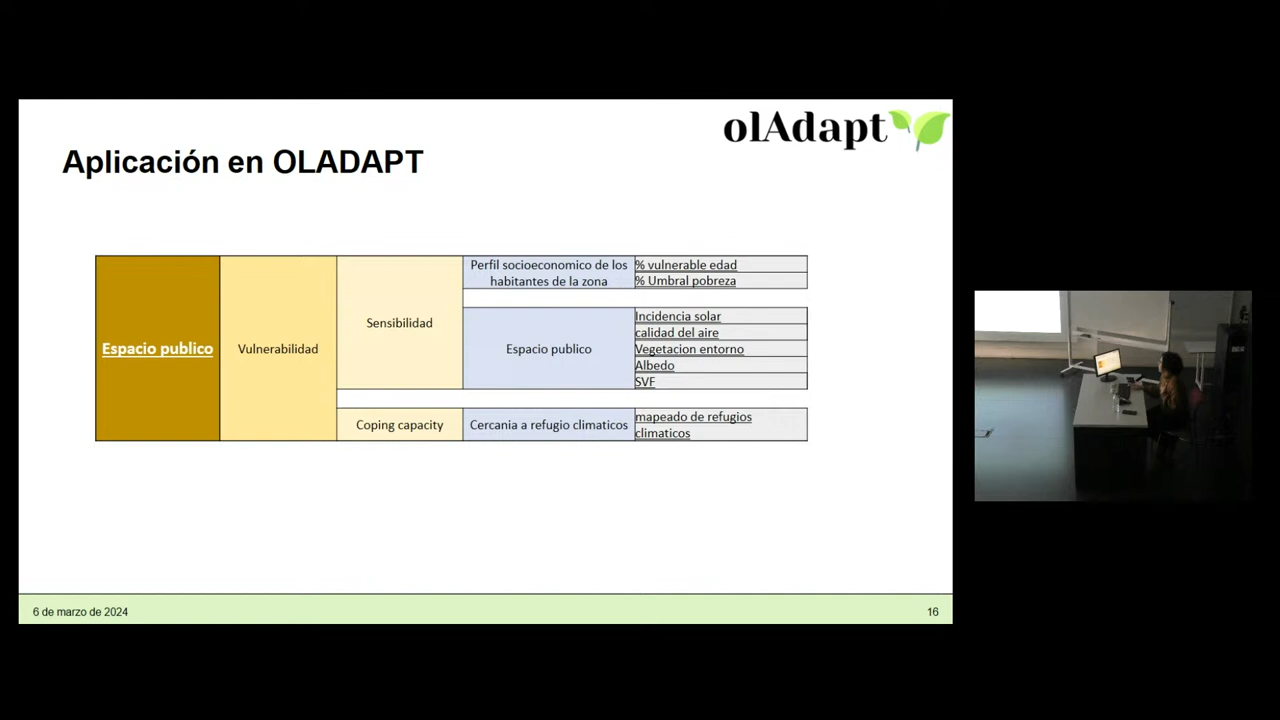 olAdapt
Aplicación en OLADAPT
Espacio publico
Vulnerabilidad
Sensibilidad
Perfil socioeconomico de los
habitantes de la zona
% vulnerable edad
% Umbral pobreza
Espacio publico
Incidencia solar
calidad del aire
Vegetacion entorno
Albedo
SVF
Coping capacity
Cercania a refugio climaticos
mapeado de refugios
climaticos
6 de marzo de 2024
16